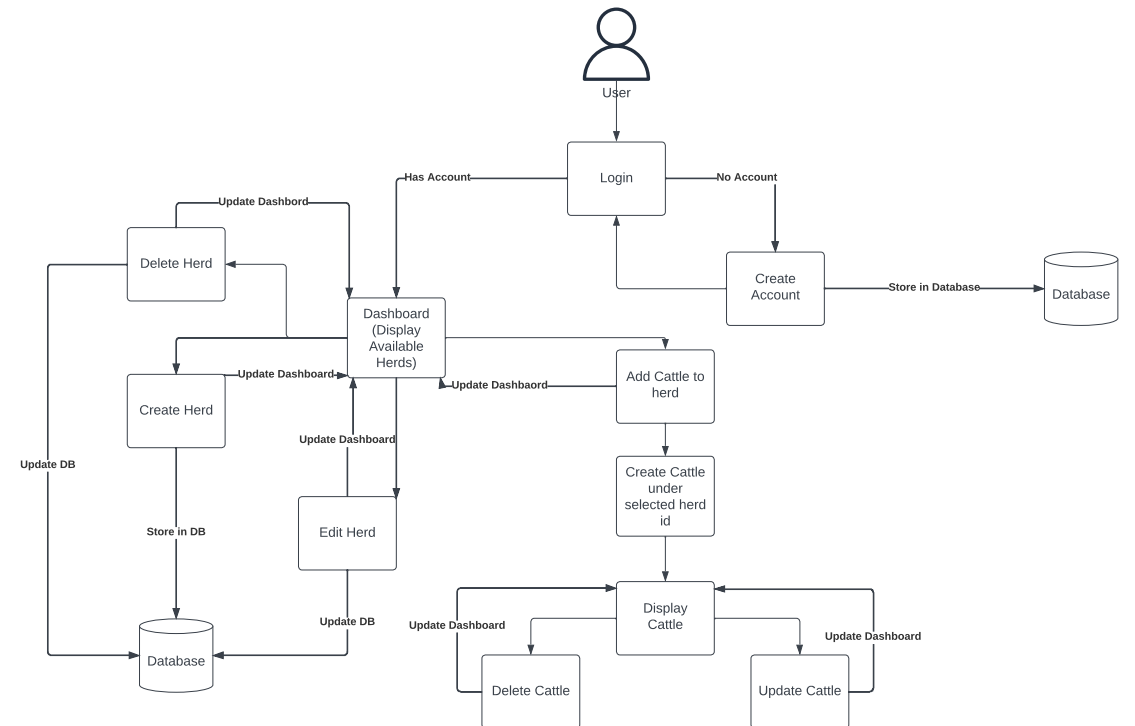 User
Login
Has Account
No Account
Update Dashbord
Delete Herd
Create
Account
Store in Database
Database
Dashboard
(Display
Available
Herds)
Update Dashboard
Update Dashbaord
Add Cattle to
herd
Create Herd
Update Dashboard
Update DB
Create Cattle
under
selected herd
id
Store in DB
Edit Herd
Update DB
Display
Cattle
Update Dashboard
Update Dashboard
Database
Delete Cattle
Update Cattle